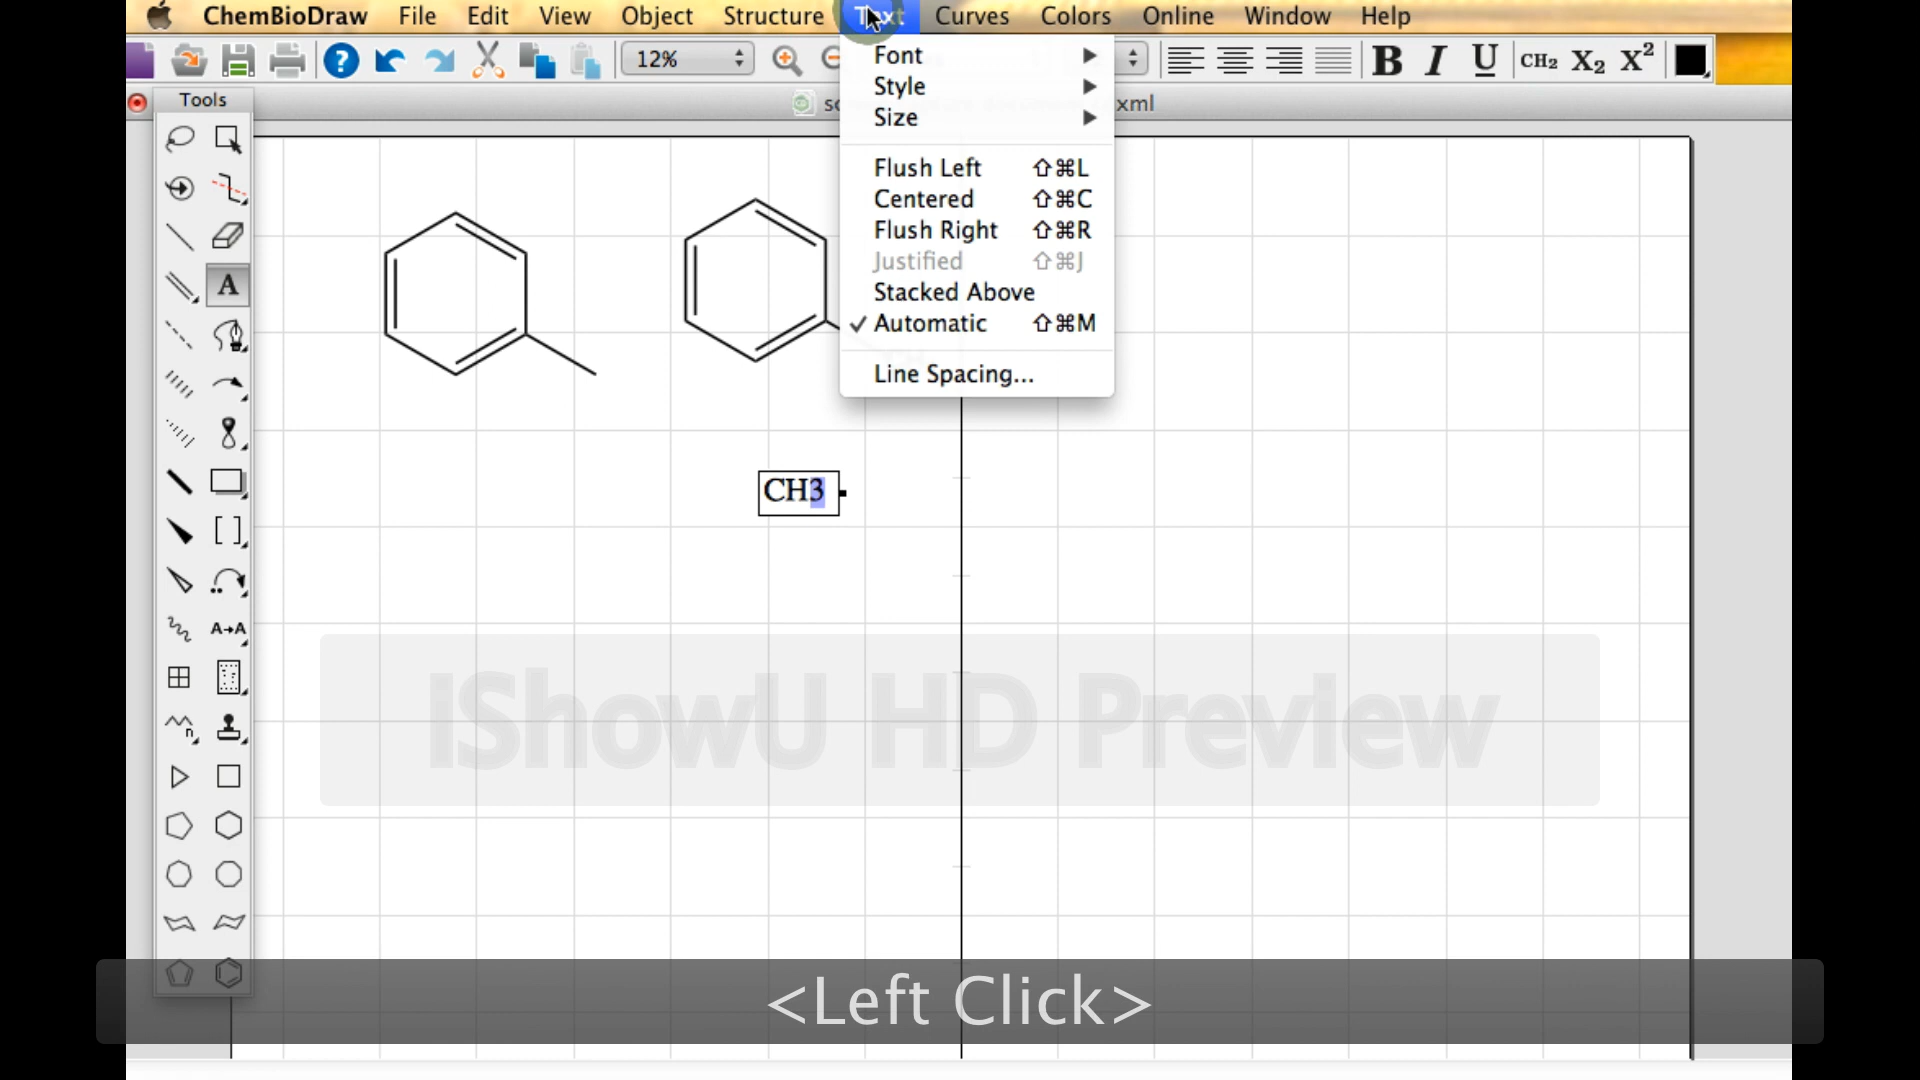 ChemBioDraw File Edit View Object Structure Text Curves Colors Online Window Help
12% B I U CH2 X2 X2
Tools
xml
Font
Style
Size
Flush Left ⇧⌘L
Centered ⇧⌘C
Flush Right ⇧⌘R
Justified ⇧⌘J
Stacked Above
✓ Automatic ⇧⌘M
Line Spacing...
A
CH3
A→A
n
iShowU HD Preview
<Left Click>